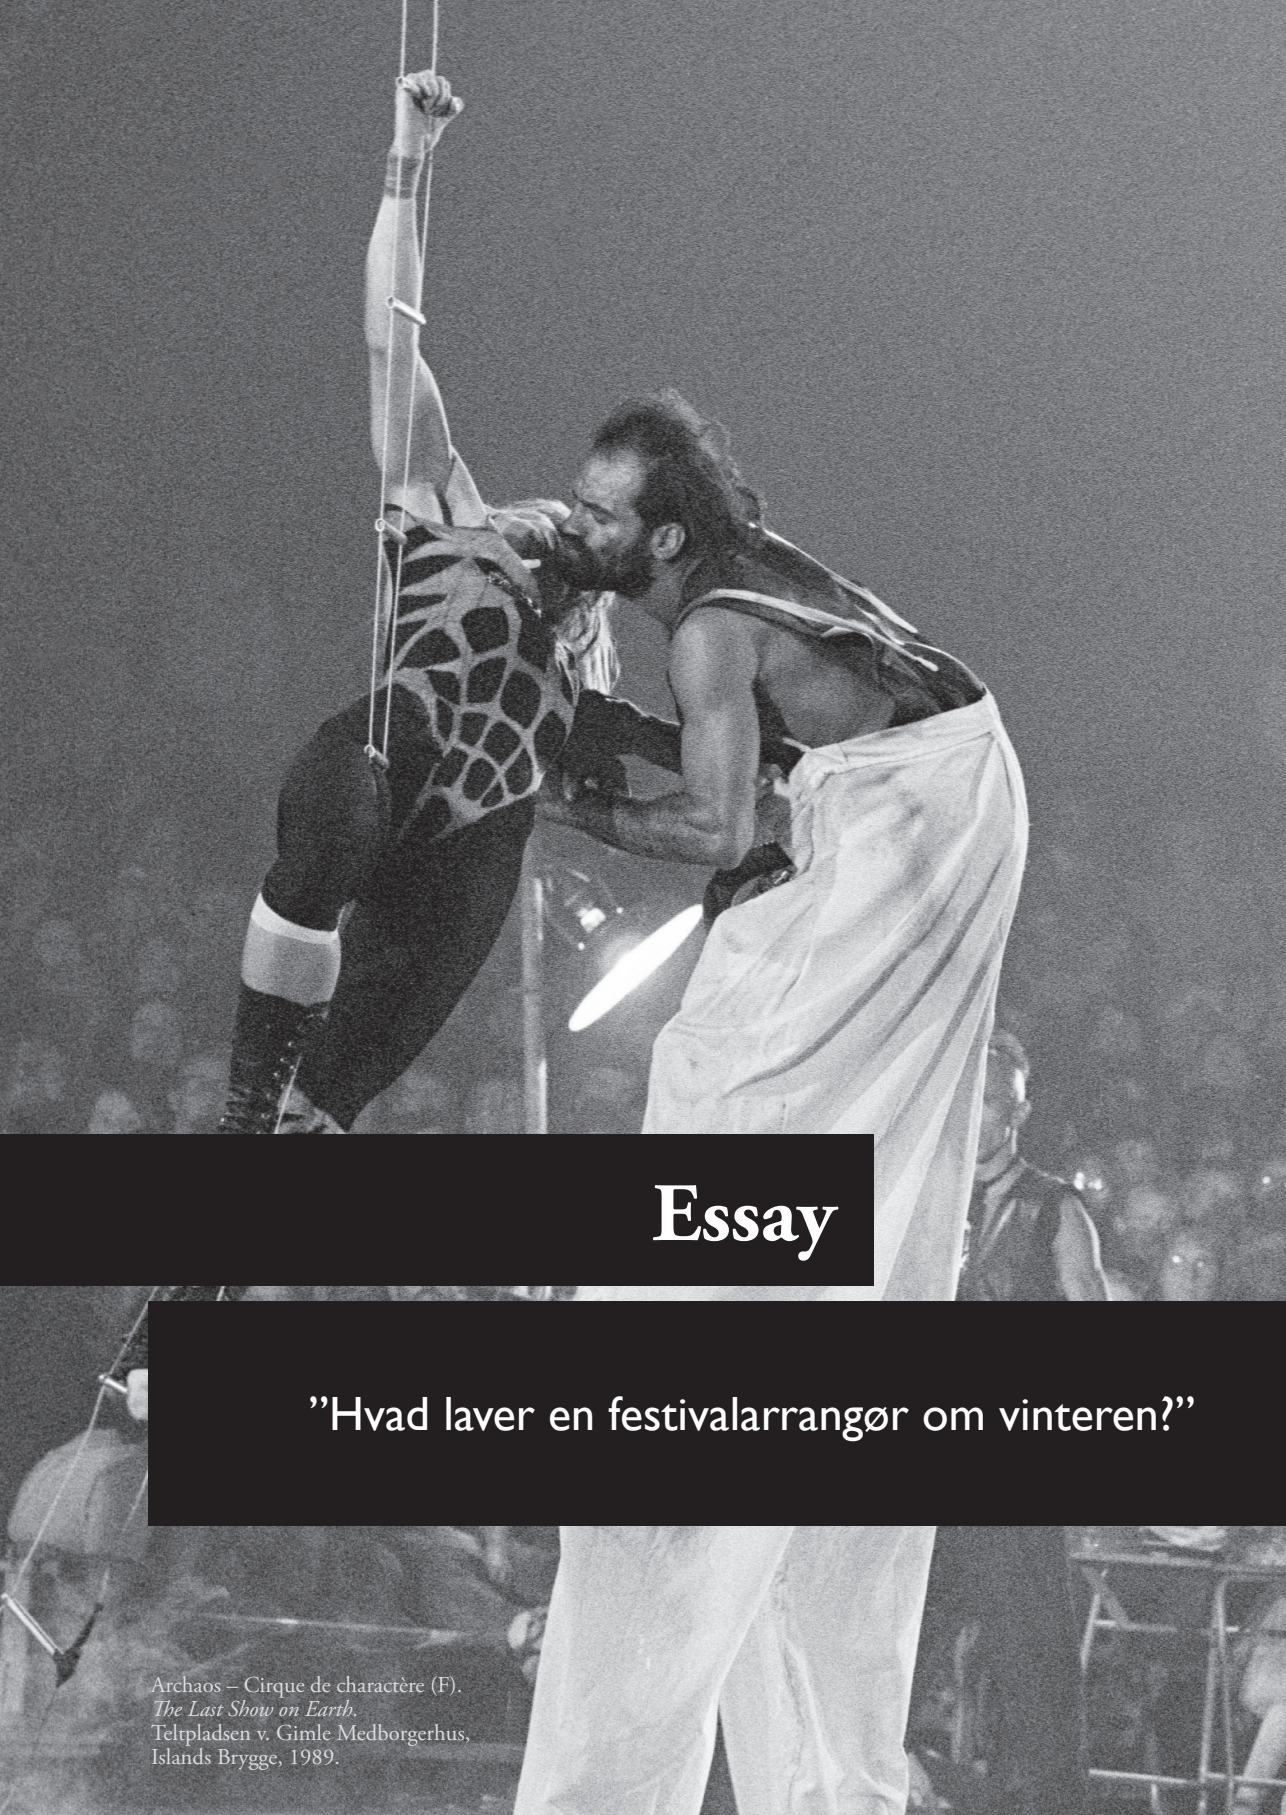 Essay
”Hvad laver en festivalarrangør om vinteren?”
Archaos – Cirque de charactère (F).
The Last Show on Earth.
Teltpladsen v. Gimle Medborgerhus,
Islands Brygge, 1989.